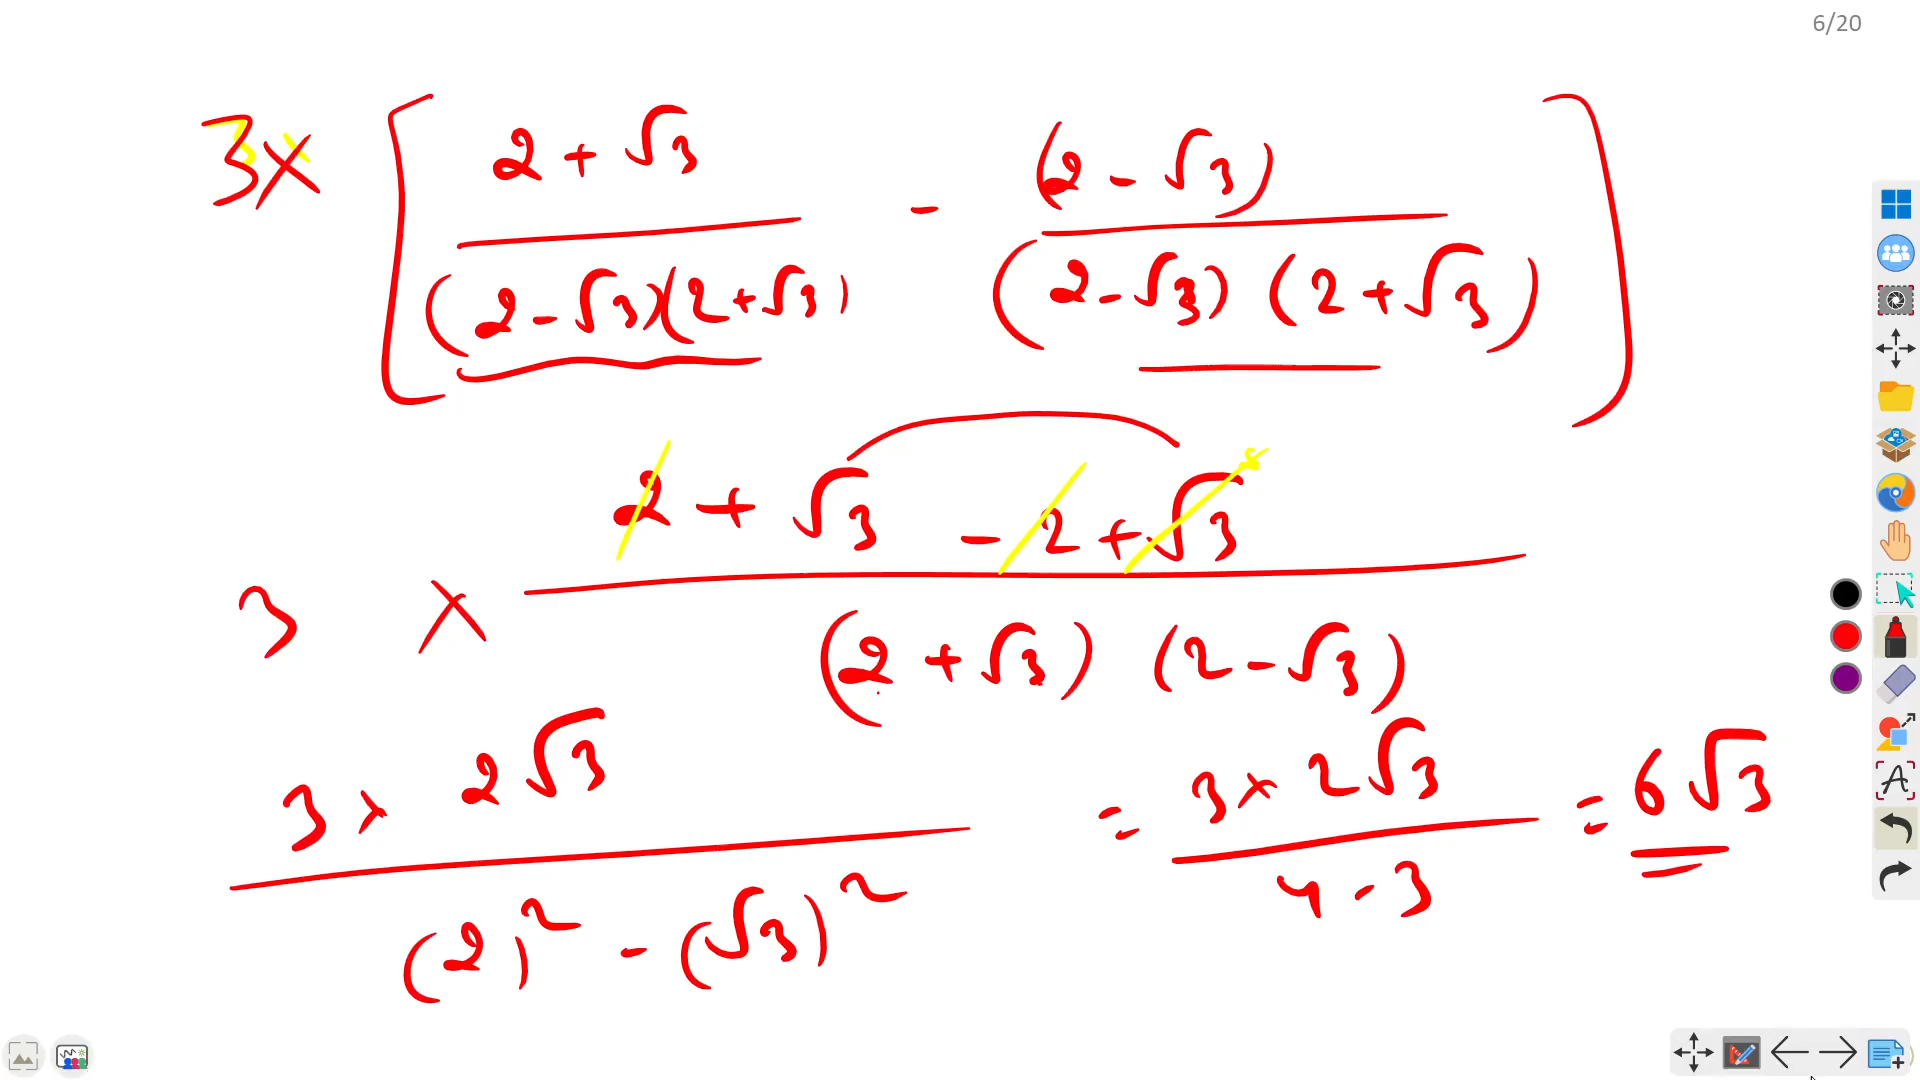 6/20
3× [ (2 + √3) / ((2 - √3)(2 + √3)) - (2 - √3) / ((2 - √3) (2 + √3)) ]
3 × (2 + √3 - 2 + √3) / ((2 + √3) (2 - √3))
3 × 2√3 / ((2)² - (√3)²) = 3 × 2√3 / (4 - 3) = 6√3